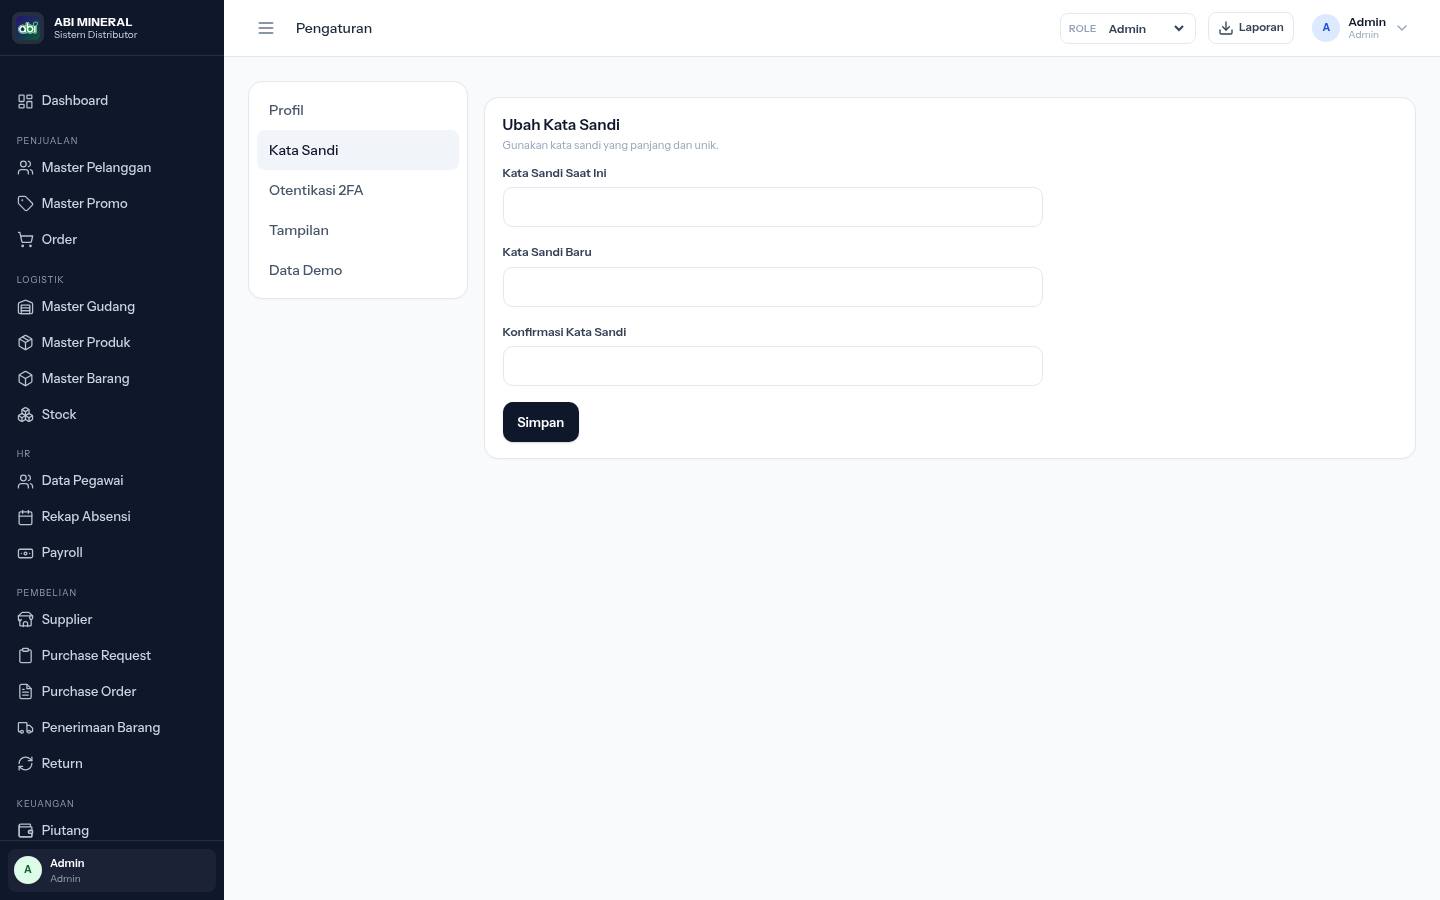 abi
ABI MINERAL
Sistem Distributor
Dashboard
PENJUALAN
Master Pelanggan
Master Promo
Order
LOGISTIK
Master Gudang
Master Produk
Master Barang
Stock
HR
Data Pegawai
Rekap Absensi
Payroll
PEMBELIAN
Supplier
Purchase Request
Purchase Order
Penerimaan Barang
Return
KEUANGAN
Piutang
A
Admin
Admin
Pengaturan
ROLE Admin
Laporan
A
Admin
Admin
Profil
Kata Sandi
Otentikasi 2FA
Tampilan
Data Demo
Ubah Kata Sandi
Gunakan kata sandi yang panjang dan unik.
Kata Sandi Saat Ini
Kata Sandi Baru
Konfirmasi Kata Sandi
Simpan